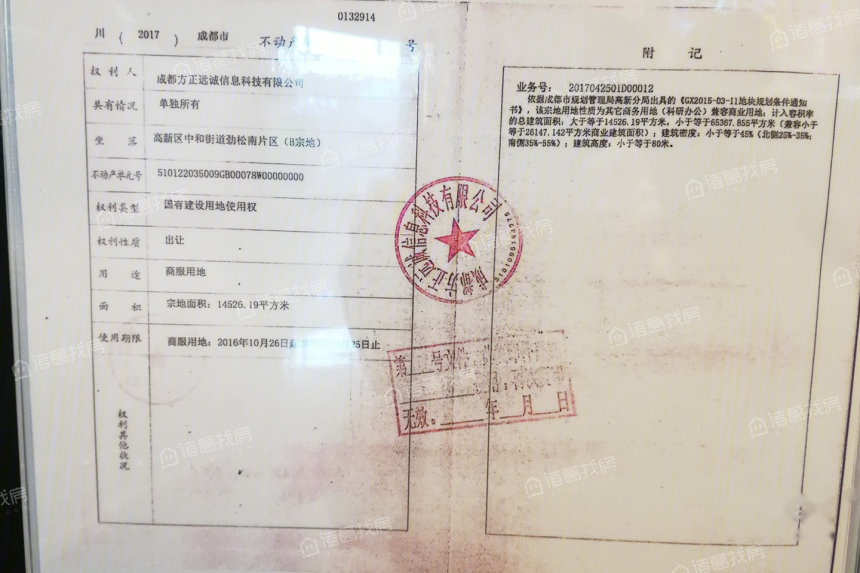 0132914
川 ( 2017 ) 成都市 不动产 号
权利人 成都方正远诚信息科技有限公司
共有情况 单独所有
坐落 高新区中和街道劲松南片区（B宗地）
不动产单元号 510122035009GB00078W00000000
权利类型 国有建设用地使用权
权利性质 出让
用途 商服用地
面积 宗地面积：14526.19平方米
使用期限 商服用地：2016年10月26日起 月25日止
权利其他状况
附记
业务号：2017042501D00012
依据成都市规划管理局高新分局出具的《GX2015-03-11地块规划条件通知
书》，该宗地用地性质为其它商务用地（科研办公）兼容商业用地；计入容积率
的总建筑面积：大于等于14526.19平方米，小于等于65367.855平方米（兼容小于
等于26147.142平方米商业建筑面积）；建筑密度：小于等于45%（北侧25%-35%；
南侧35%-55%）；建筑高度：小于等于80米。
成都方正远诚信息科技有限公司
第 号文件
无效。 年 月 日
诸葛找房